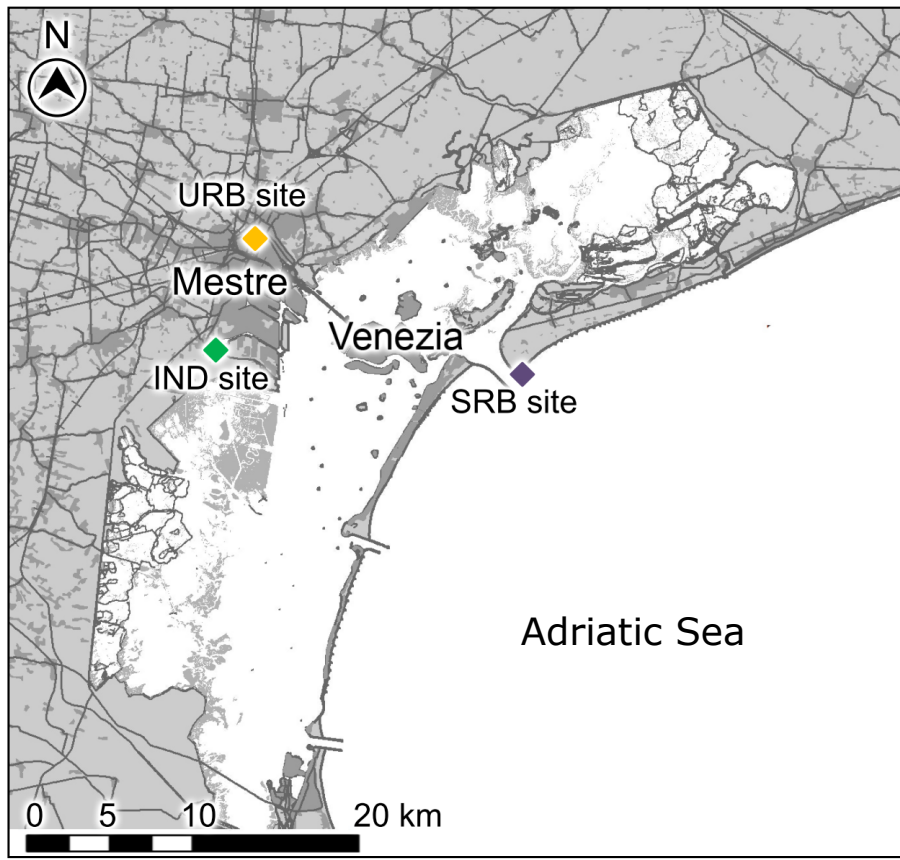 N
URB site
Mestre
Venezia
IND site
SRB site
Adriatic Sea
0 5 10 20 km